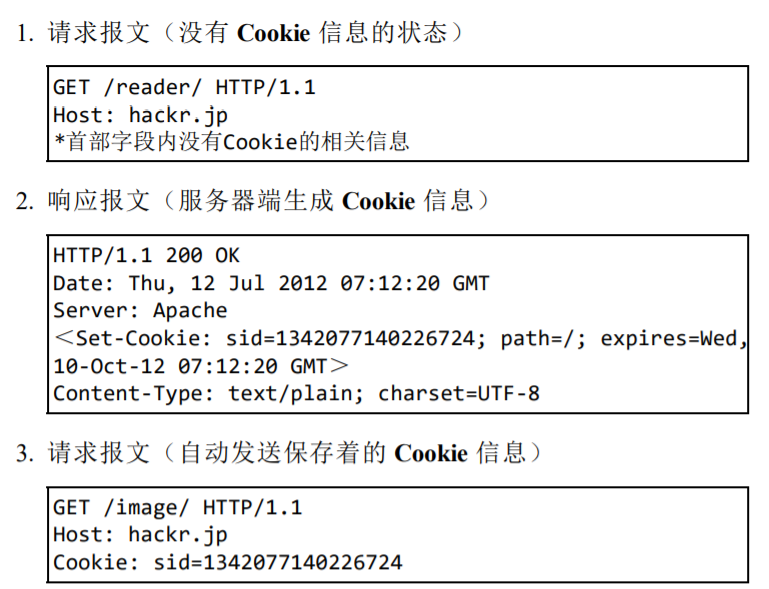 1. 请求报文（没有 Cookie 信息的状态）
GET /reader/ HTTP/1.1
Host: hackr.jp
*首部字段内没有Cookie的相关信息
2. 响应报文（服务器端生成 Cookie 信息）
HTTP/1.1 200 OK
Date: Thu, 12 Jul 2012 07:12:20 GMT
Server: Apache
＜Set-Cookie: sid=1342077140226724; path=/; expires=Wed,
10-Oct-12 07:12:20 GMT＞
Content-Type: text/plain; charset=UTF-8
3. 请求报文（自动发送保存着的 Cookie 信息）
GET /image/ HTTP/1.1
Host: hackr.jp
Cookie: sid=1342077140226724